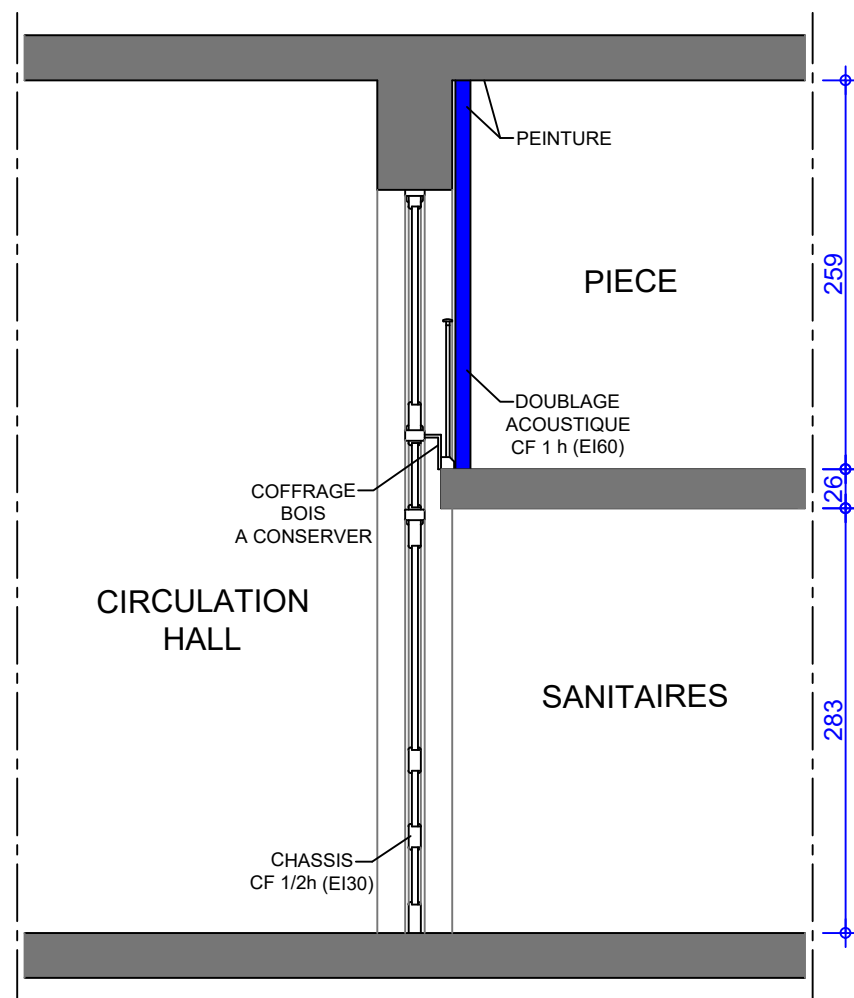 PEINTURE
259
PIECE
DOUBLAGE
ACOUSTIQUE
CF 1 h (EI60)
COFFRAGE
BOIS
A CONSERVER
26
CIRCULATION
HALL
SANITAIRES
283
CHASSIS
CF 1/2h (EI30)